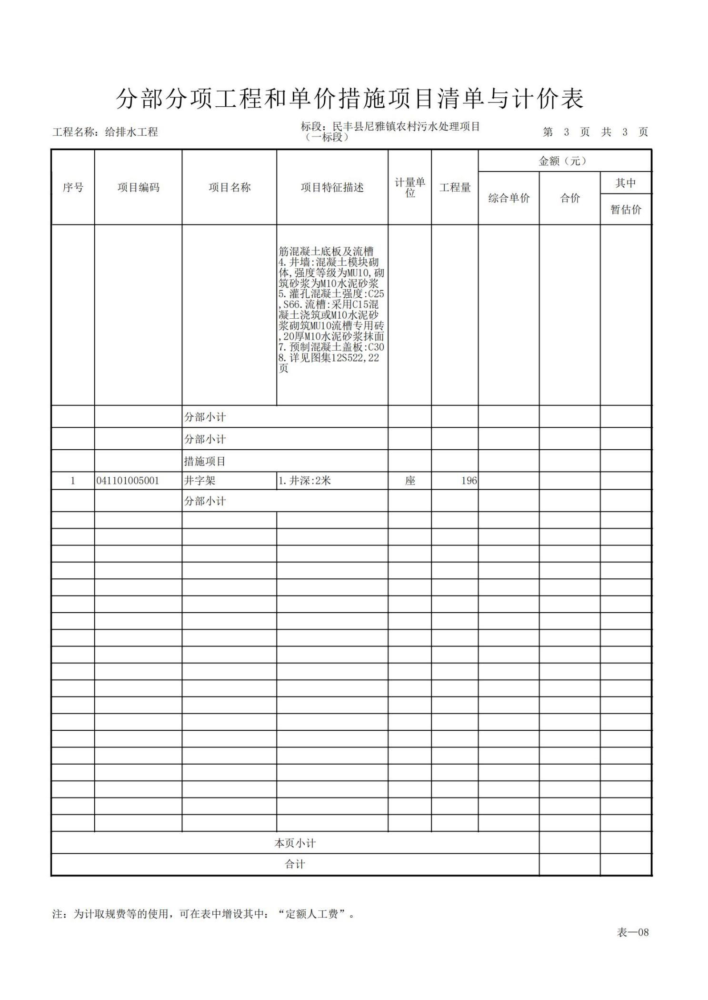 分部分项工程和单价措施项目清单与计价表
工程名称：给排水工程
标段：民丰县尼雅镇农村污水处理项目
（一标段）
第 3 页 共 3 页
序号 项目编码 项目名称 项目特征描述 计量单位 工程量 金额（元）
综合单价 合价 其中
暂估价
筋混凝土底板及流槽
4.井墙:混凝土模块砌
体,强度等级为MU10,砌
筑砂浆为M10水泥砂浆
5.灌孔混凝土强度:C25
,S66.流槽:采用C15混
凝土浇筑或M10水泥砂
浆砌筑MU10流槽专用砖
,20厚M10水泥砂浆抹面
7.预制混凝土盖板:C30
8.详见图集12S522,22
页
分部小计
分部小计
措施项目
1 041101005001 井字架 1.井深:2米 座 196
分部小计
本页小计
合计
注：为计取规费等的使用，可在表中增设其中：“定额人工费”。
表—08